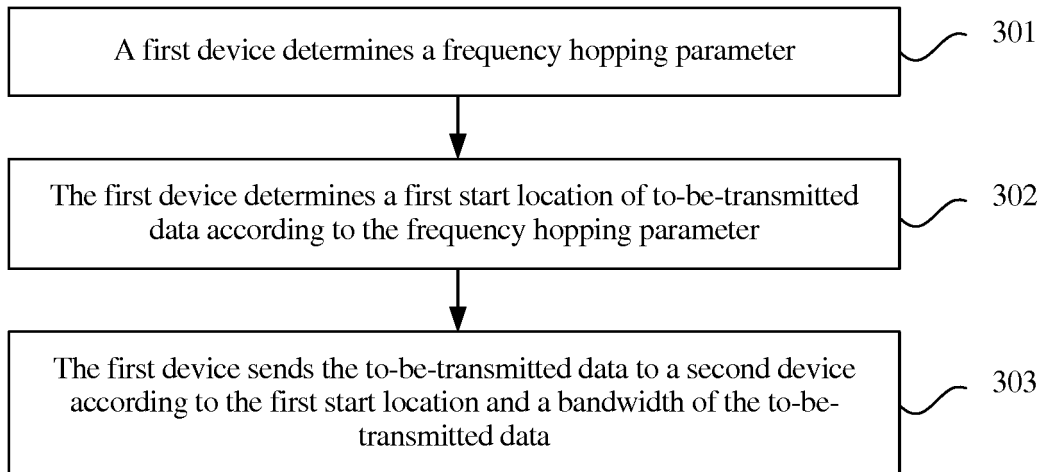 A first device determines a frequency hopping parameter
301
The first device determines a first start location of to-be-transmitted
data according to the frequency hopping parameter
302
The first device sends the to-be-transmitted data to a second device
according to the first start location and a bandwidth of the to-be-
transmitted data
303